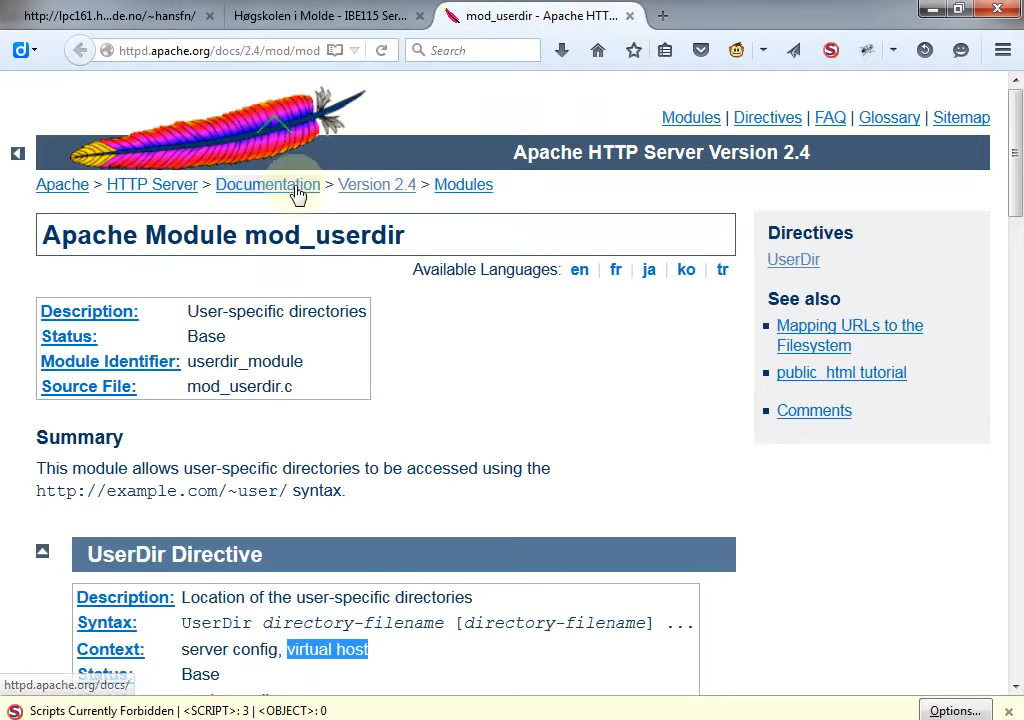 http://lpc161.h...de.no/~hansfn/
Høgskolen i Molde - IBE115 Ser...
mod_userdir - Apache HTT...
httpd.apache.org/docs/2.4/mod/mod
Search
Modules | Directives | FAQ | Glossary | Sitemap
Apache HTTP Server Version 2.4
Apache > HTTP Server > Documentation > Version 2.4 > Modules
Apache Module mod_userdir
Available Languages: en | fr | ja | ko | tr
Directives
UserDir
See also
Mapping URLs to the
Filesystem
public_html tutorial
Comments
Description: User-specific directories
Status: Base
Module Identifier: userdir_module
Source File: mod_userdir.c
Summary
This module allows user-specific directories to be accessed using the
http://example.com/~user/ syntax.
UserDir Directive
Description: Location of the user-specific directories
Syntax: UserDir directory-filename [directory-filename] ...
Context: server config, virtual host
Status: Base
httpd.apache.org/docs/
Scripts Currently Forbidden | <SCRIPT>: 3 | <OBJECT>: 0
Options...